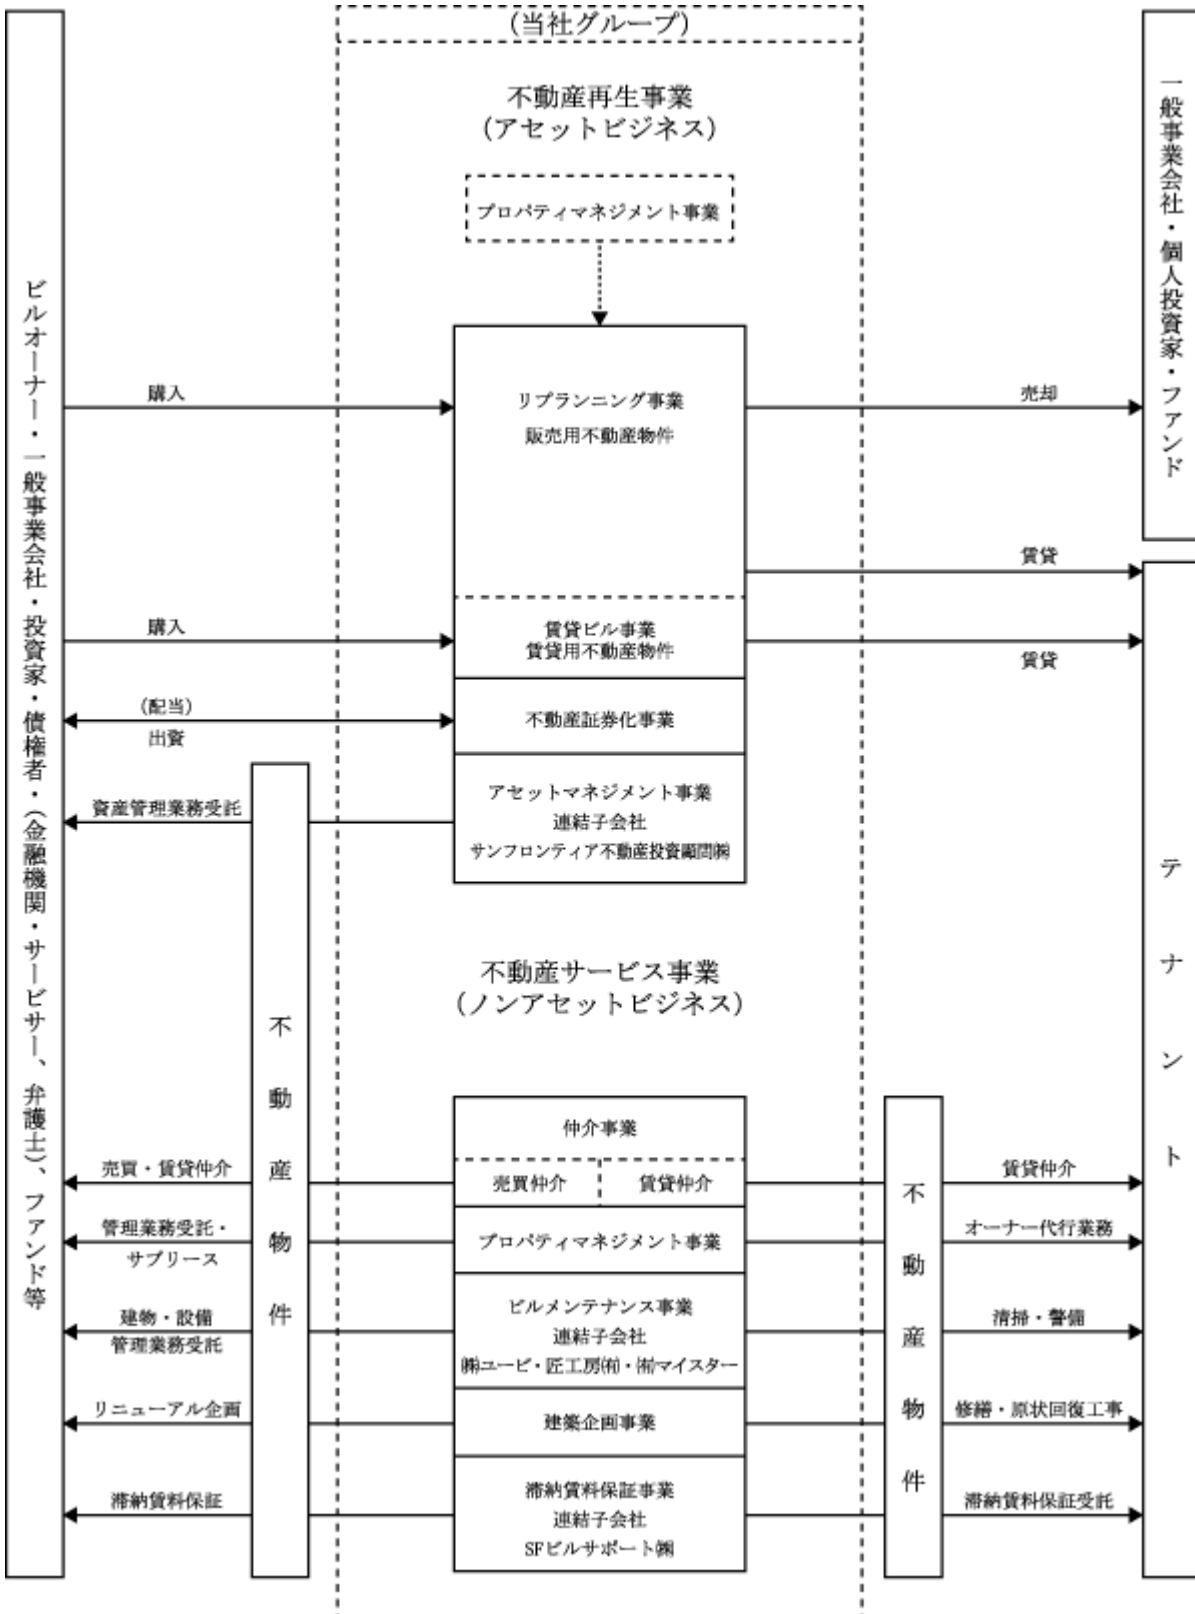 (当社グループ)
不動産再生事業
(アセットビジネス)
プロパティマネジメント事業
リプランニング事業
販売用不動産物件
賃貸ビル事業
賃貸用不動産物件
不動産証券化事業
アセットマネジメント事業
連結子会社
サンフロンティア不動産投資顧問㈱
不動産サービス事業
(ノンアセットビジネス)
仲介事業
売買仲介
賃貸仲介
プロパティマネジメント事業
ビルメンテナンス事業
連結子会社
㈱ユービ・匠工房㈲・㈲マイスター
建築企画事業
滞納賃料保証事業
連結子会社
SFビルサポート㈱
ビルオーナー・一般事業会社・投資家・債権者・(金融機関・サービサー、弁護士)、ファンド等
購入
購入
(配当)
出資
資産管理業務受託
不動産物件
売買・賃貸仲介
管理業務受託・
サブリース
建物・設備
管理業務受託
リニューアル企画
滞納賃料保証
一般事業会社・個人投資家・ファンド
売却
賃貸
賃貸
テナント
不動産物件
賃貸仲介
オーナー代行業務
清掃・警備
修繕・原状回復工事
滞納賃料保証受託